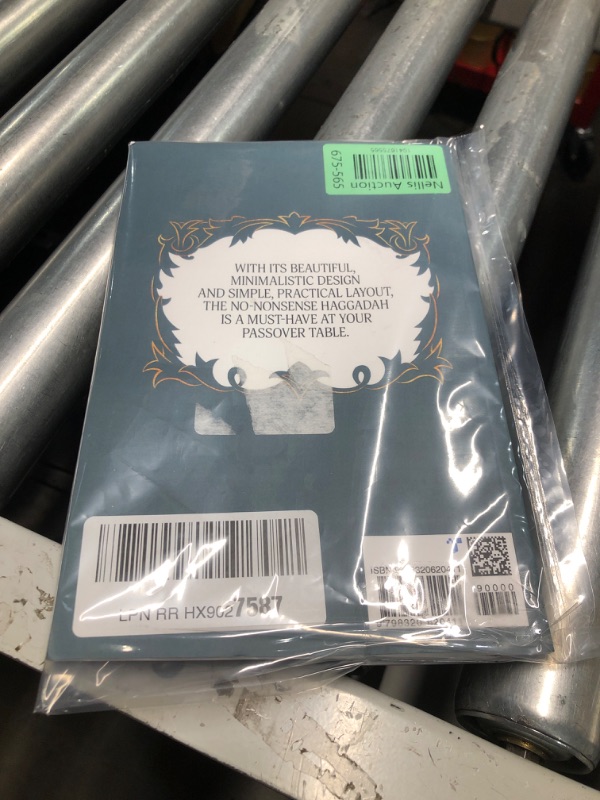 Nellis Auction
675-565
WITH ITS BEAUTIFUL,
MINIMALISTIC DESIGN
AND SIMPLE, PRACTICAL LAYOUT,
THE NO-NONSENSE HAGGADAH
IS A MUST-HAVE AT YOUR
PASSOVER TABLE.
LPN RR HX9027587
ISBN
90000